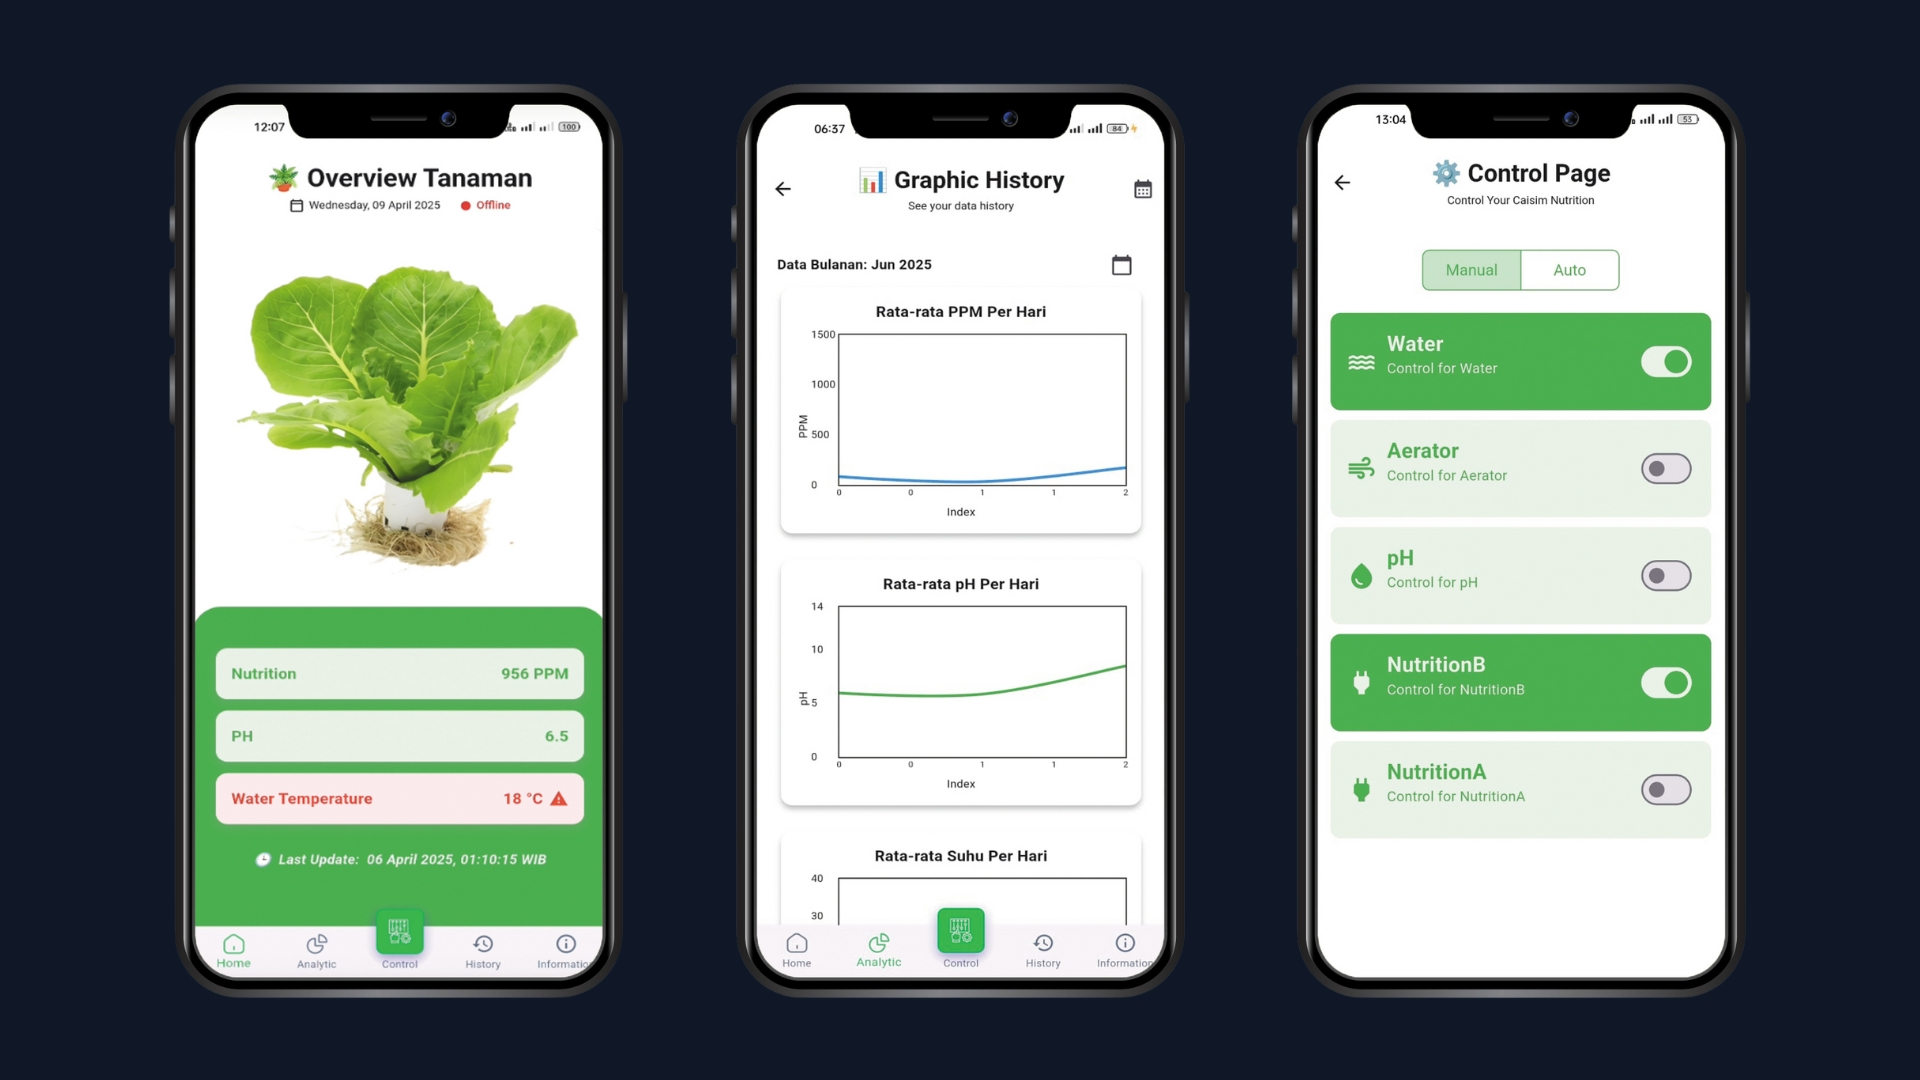 12:07
100
Overview Tanaman
Wednesday, 09 April 2025
Offline
Nutrition 956 PPM
PH 6.5
Water Temperature 18 °C
Last Update: 06 April 2025, 01:10:15 WIB
Home Analytic Control History Informatio
06:37
84
Graphic History
See your data history
Data Bulanan: Jun 2025
Rata-rata PPM Per Hari
1500
1000
PPM
500
0
0 0 1 1 2
Index
Rata-rata pH Per Hari
14
10
pH
5
0
0 0 1 1 2
Index
Rata-rata Suhu Per Hari
40
30
Home Analytic Control History Information
13:04
53
Control Page
Control Your Caisim Nutrition
Manual Auto
Water
Control for Water
Aerator
Control for Aerator
pH
Control for pH
NutritionB
Control for NutritionB
NutritionA
Control for NutritionA